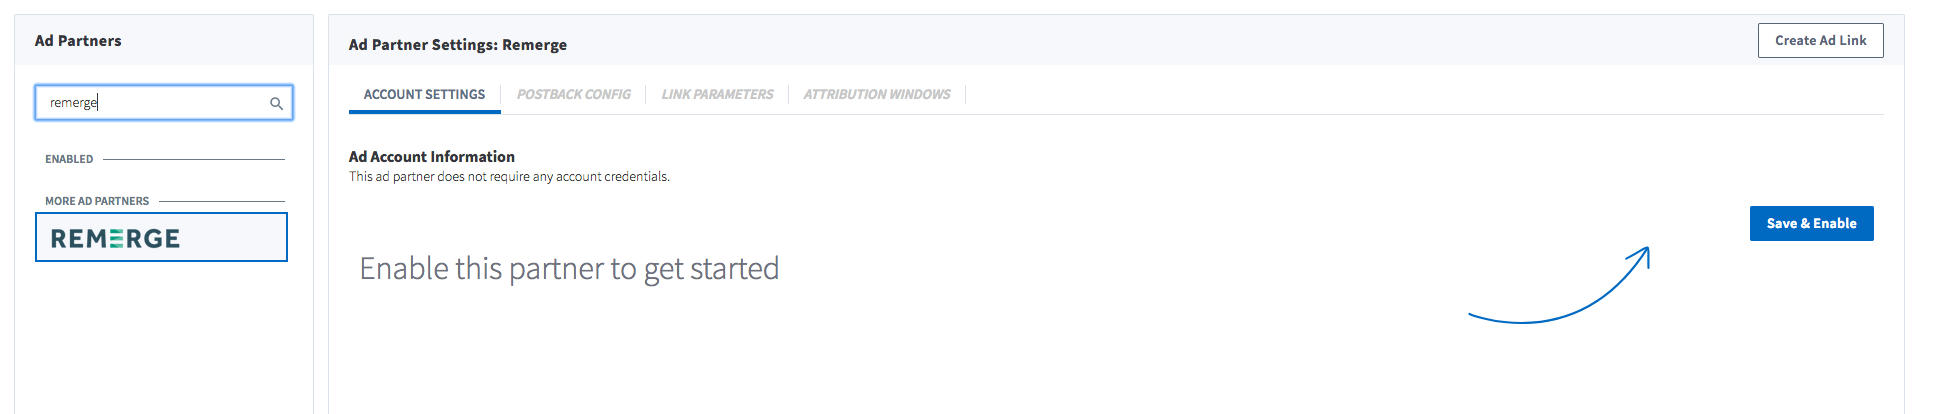 Ad Partners
remerge
ENABLED
MORE AD PARTNERS
REMERGE
Ad Partner Settings: Remerge
Create Ad Link
ACCOUNT SETTINGS
POSTBACK CONFIG
LINK PARAMETERS
ATTRIBUTION WINDOWS
Ad Account Information
This ad partner does not require any account credentials.
Save & Enable
Enable this partner to get started